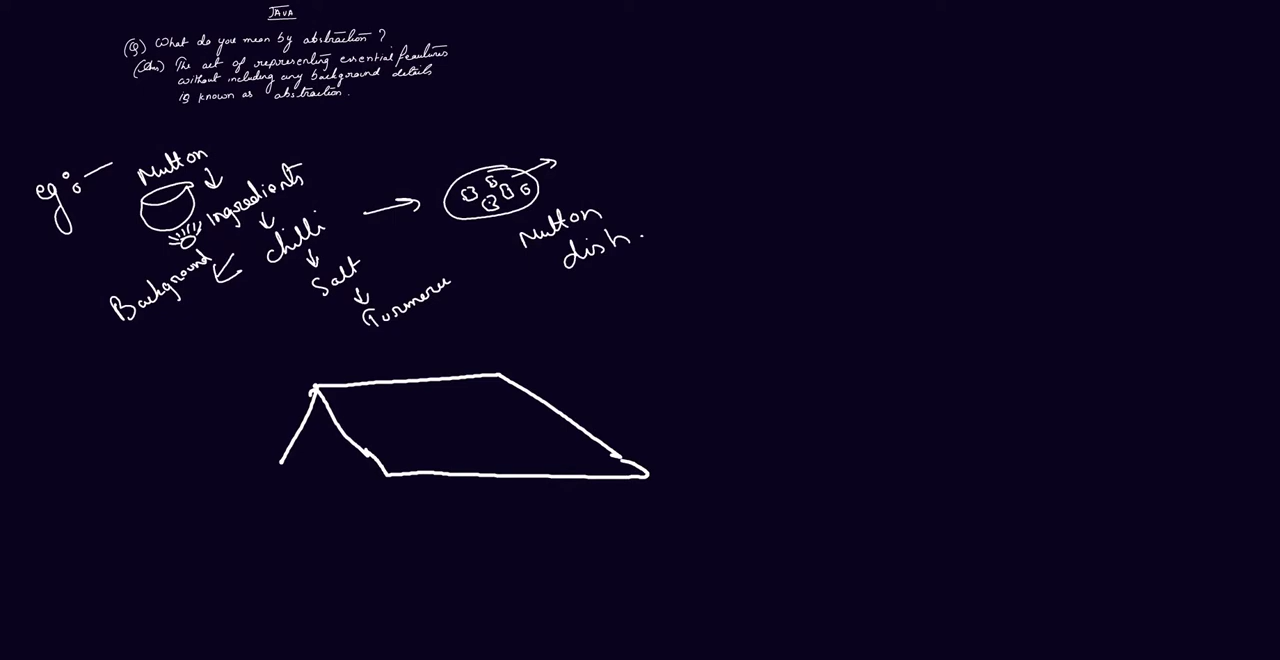 JAVA
(Q) What do you mean by abstraction ?
(Ans) The act of representing essential feautures
without including any background details
is known as abstraction.
eg:-
Mutton
Ingredients
chilli
Salt
Turmeric
Background
Mutton
dish.